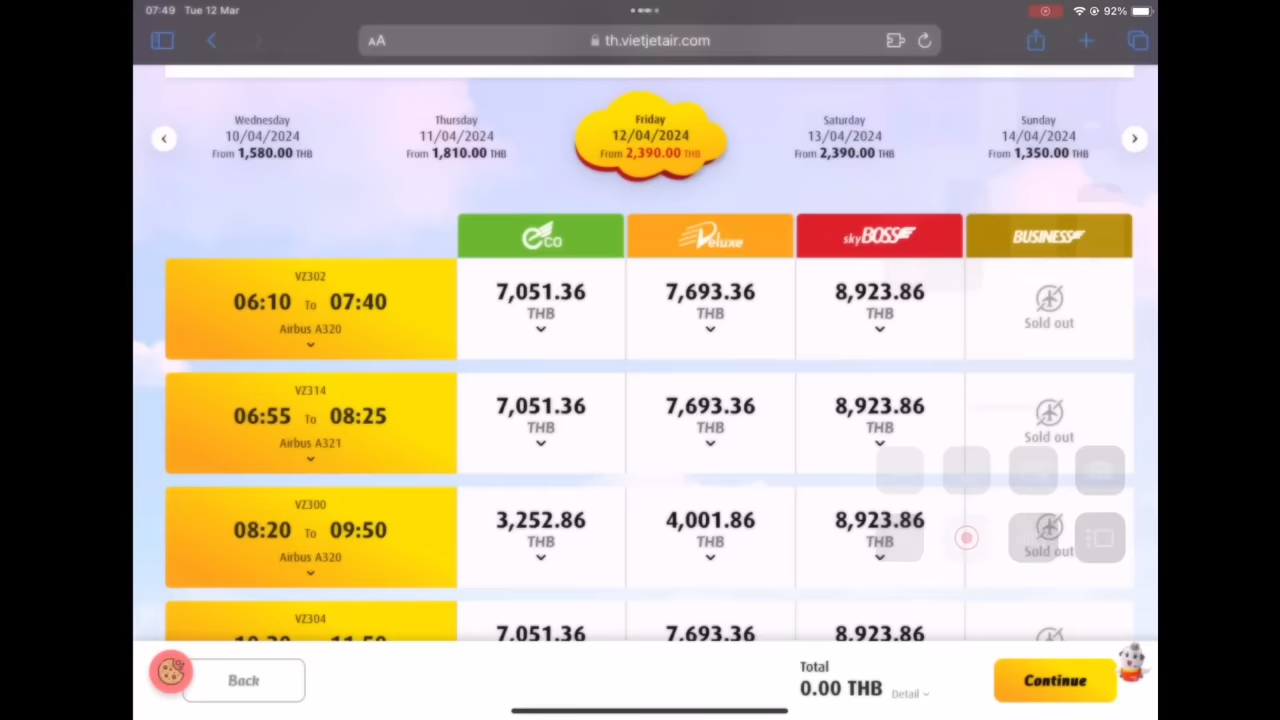 07:49 Tue 12 Mar
92%
AA
th.vietjetair.com
Wednesday
10/04/2024
From 1,580.00 THB
Thursday
11/04/2024
From 1,810.00 THB
Friday
12/04/2024
From 2,390.00 THB
Saturday
13/04/2024
From 2,390.00 THB
Sunday
14/04/2024
From 1,350.00 THB
eco
Deluxe
skyBOSS
BUSINESS
VZ302
06:10 To 07:40
Airbus A320
7,051.36
THB
7,693.36
THB
8,923.86
THB
Sold out
VZ314
06:55 To 08:25
Airbus A321
7,051.36
THB
7,693.36
THB
8,923.86
THB
Sold out
VZ300
08:20 To 09:50
Airbus A320
3,252.86
THB
4,001.86
THB
8,923.86
THB
Sold out
VZ304
7,051.36
7,693.36
8,923.86
Back
Total
0.00 THB Detail
Continue